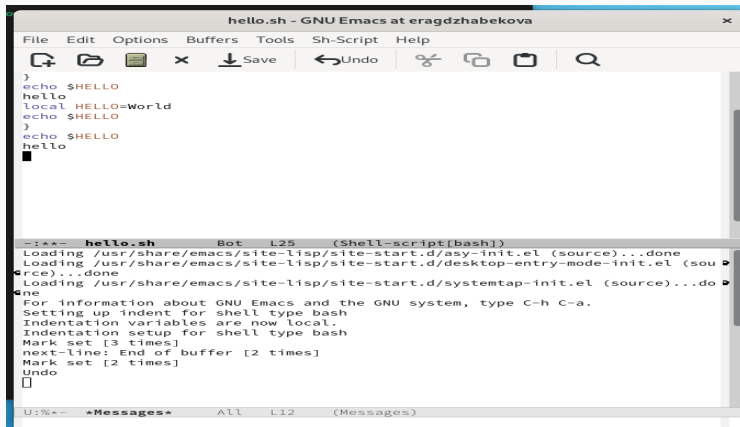 hello.sh - GNU Emacs at eragdzhabekova
File Edit Options Buffers Tools Sh-Script Help
Save Undo
}
echo $HELLO
hello
local HELLO=World
echo $HELLO
}
echo $HELLO
hello
-:**- hello.sh Bot L25 (Shell-script[bash])
Loading /usr/share/emacs/site-lisp/site-start.d/asy-init.el (source)...done
Loading /usr/share/emacs/site-lisp/site-start.d/desktop-entry-mode-init.el (sou
rce)...done
Loading /usr/share/emacs/site-lisp/site-start.d/systemtap-init.el (source)...do
ne
For information about GNU Emacs and the GNU system, type C-h C-a.
Setting up indent for shell type bash
Indentation variables are now local.
Indentation setup for shell type bash
Mark set [3 times]
next-line: End of buffer [2 times]
Mark set [2 times]
Undo
U:%*- *Messages* All L12 (Messages)